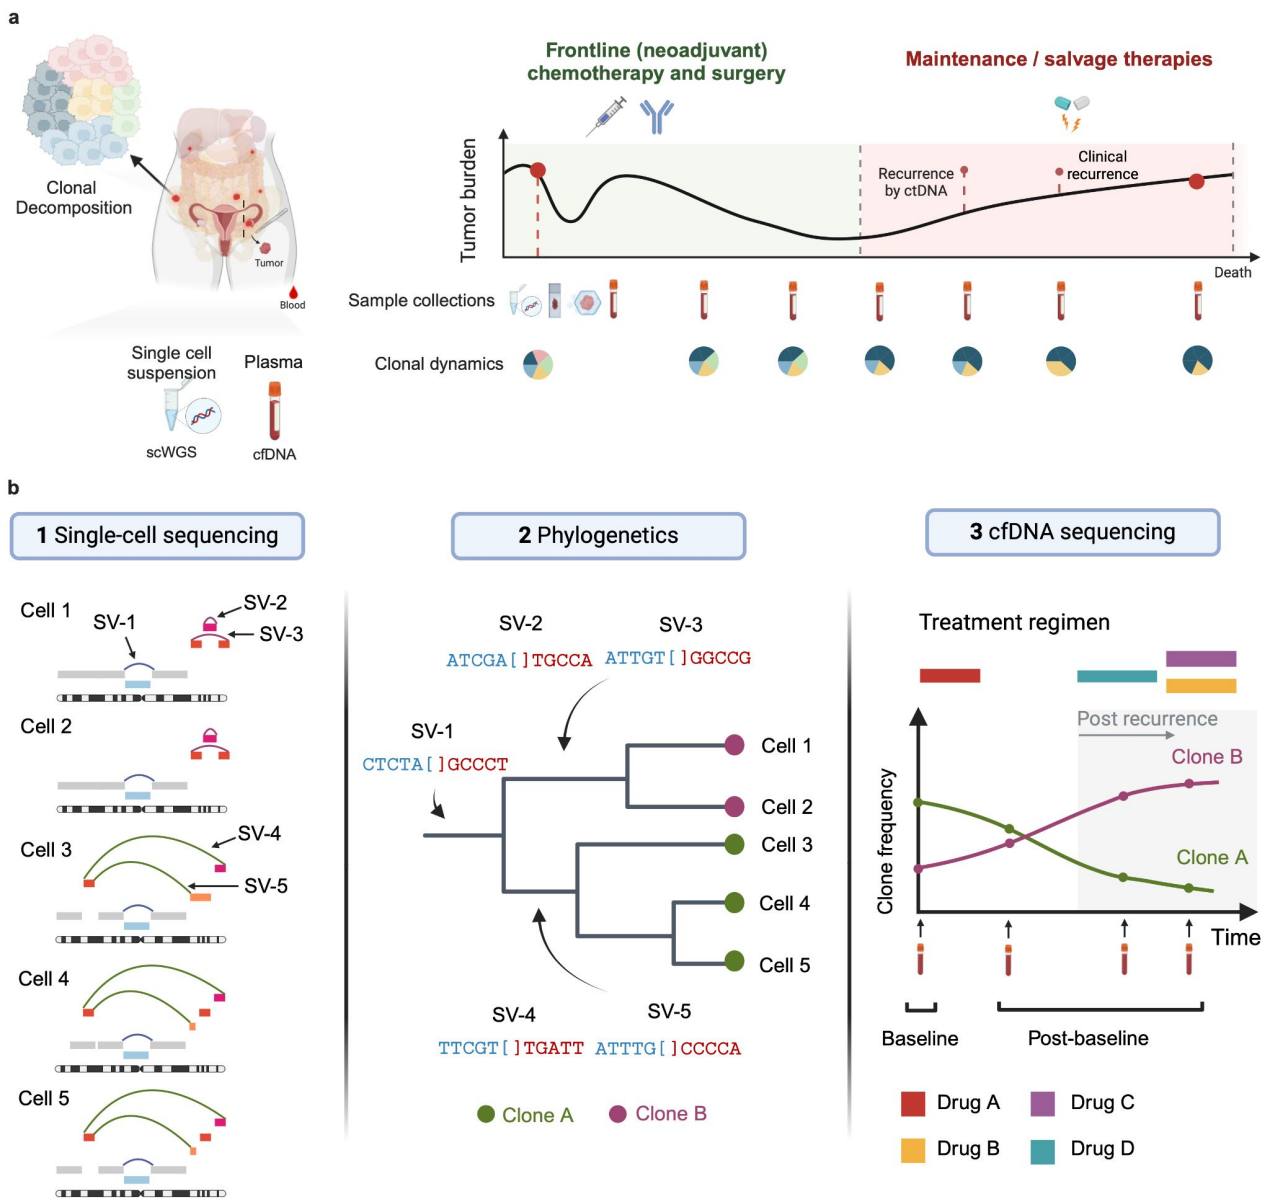 a
Frontline (neoadjuvant)
chemotherapy and surgery
Maintenance / salvage therapies
Clonal
Decomposition
Tumor
Blood
Single cell
suspension
Plasma
scWGS
cfDNA
Tumor burden
Recurrence
by ctDNA
Clinical
recurrence
Death
Sample collections
Clonal dynamics
b
1 Single-cell sequencing
2 Phylogenetics
3 cfDNA sequencing
Cell 1
SV-1
SV-2
SV-3
Cell 2
Cell 3
SV-4
SV-5
Cell 4
Cell 5
SV-2
SV-3
ATCGA[ ]TGCCA
ATTGT[ ]GGCCG
SV-1
CTCTA[ ]GCCCT
Cell 1
Cell 2
Cell 3
Cell 4
Cell 5
SV-4
SV-5
TTCGT[ ]TGATT
ATTTG[ ]CCCCA
Clone A
Clone B
Treatment regimen
Post recurrence
Clone B
Clone A
Clone frequency
Time
Baseline
Post-baseline
Drug A
Drug C
Drug B
Drug D